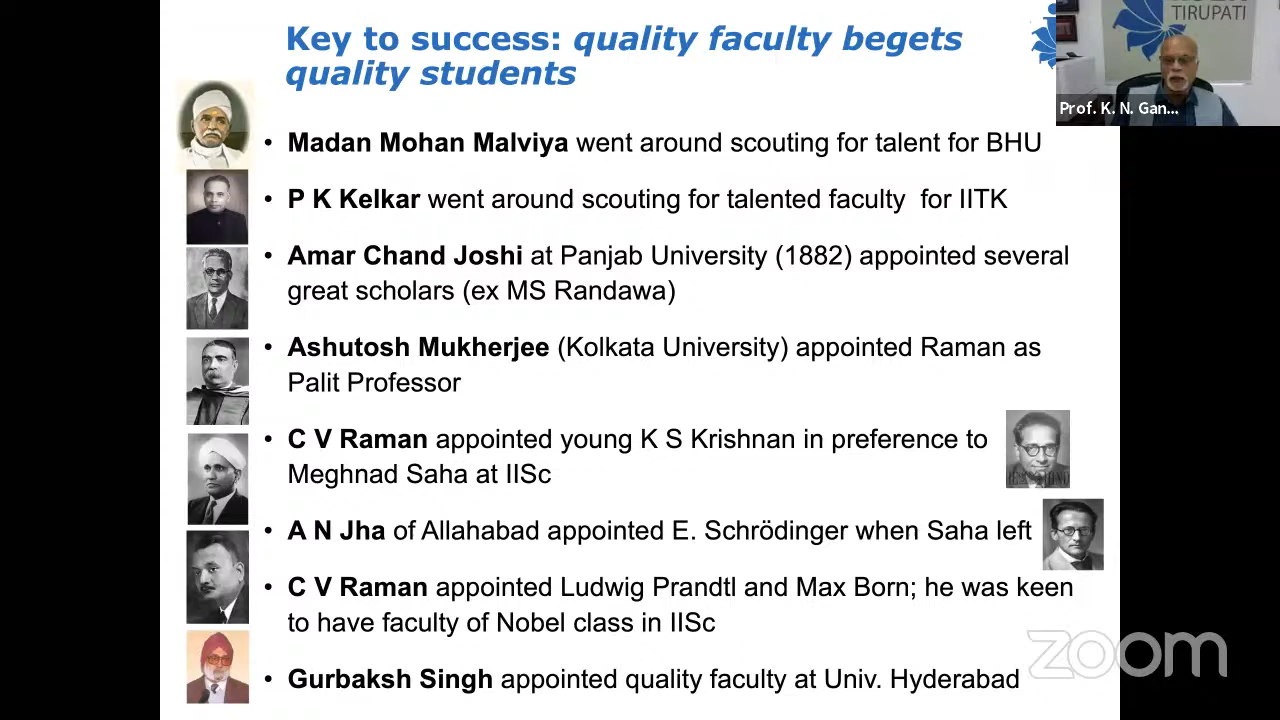 Key to success: quality faculty begets
quality students
• Madan Mohan Malviya went around scouting for talent for BHU
• P K Kelkar went around scouting for talented faculty for IITK
• Amar Chand Joshi at Panjab University (1882) appointed several
great scholars (ex MS Randawa)
• Ashutosh Mukherjee (Kolkata University) appointed Raman as
Palit Professor
• C V Raman appointed young K S Krishnan in preference to
Meghnad Saha at IISc
• A N Jha of Allahabad appointed E. Schrödinger when Saha left
• C V Raman appointed Ludwig Prandtl and Max Born; he was keen
to have faculty of Nobel class in IISc
• Gurbaksh Singh appointed quality faculty at Univ. Hyderabad
TIRUPATI
Prof. K. N. Gan...
zoom